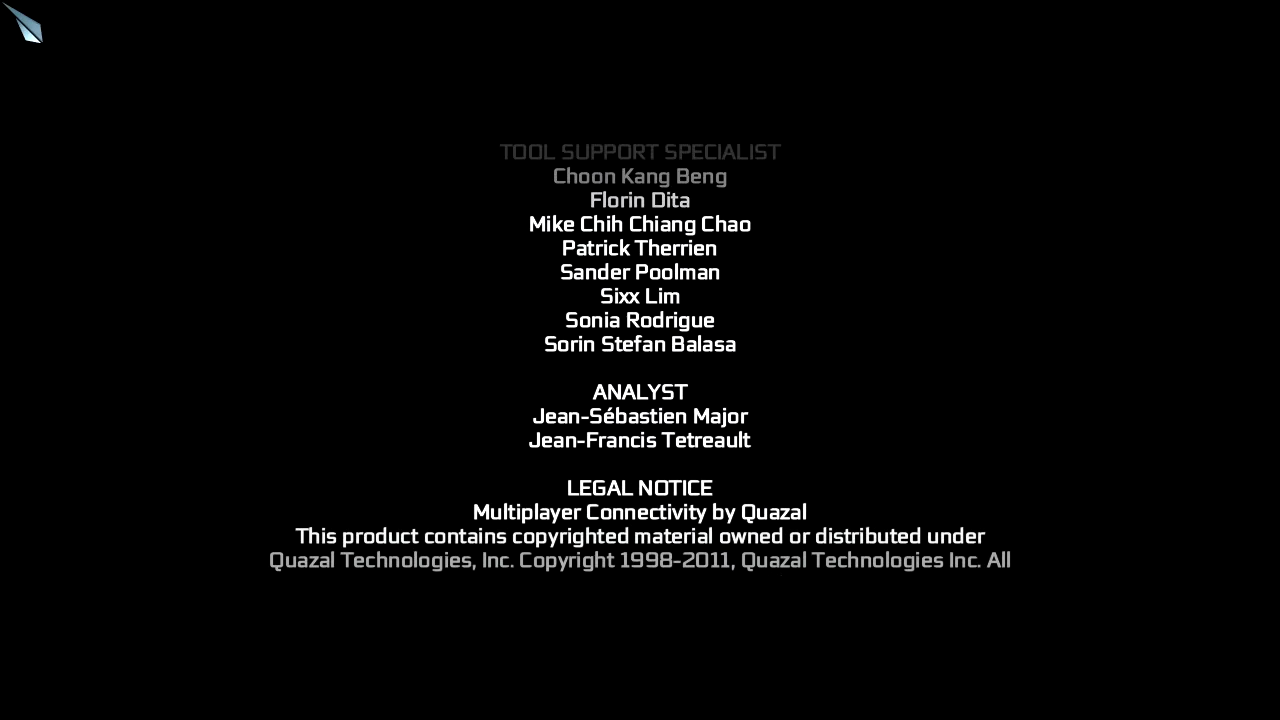 TOOL SUPPORT SPECIALIST
Choon Kang Beng
Florin Dita
Mike Chih Chiang Chao
Patrick Therrien
Sander Poolman
Sixx Lim
Sonia Rodrigue
Sorin Stefan Balasa
ANALYST
Jean-Sébastien Major
Jean-Francis Tetreault
LEGAL NOTICE
Multiplayer Connectivity by Quazal
This product contains copyrighted material owned or distributed under
Quazal Technologies, Inc. Copyright 1998-2011, Quazal Technologies Inc. All